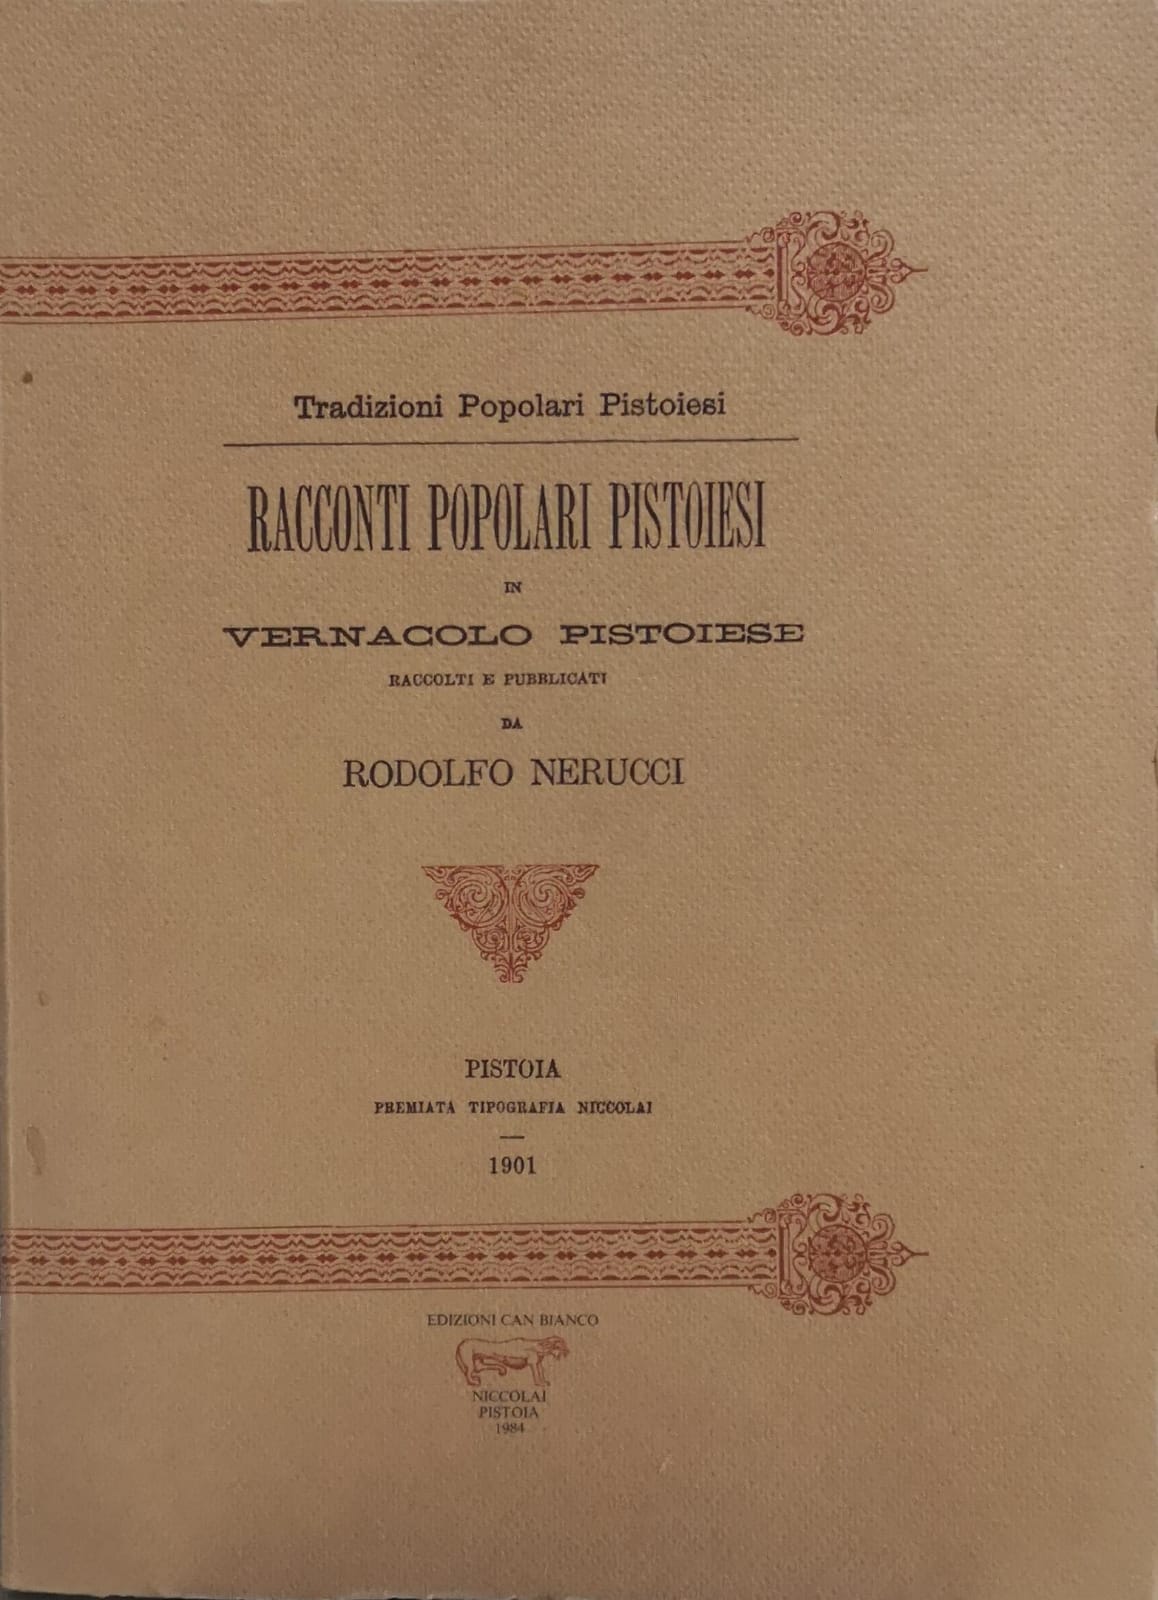 Tradizioni Popolari Pistoiesi
RACCONTI POPOLARI PISTOIESI
IN
VERNACOLO PISTOIESE
RACCOLTI E PUBBLICATI
DA
RODOLFO NERUCCI
PISTOIA
PREMIATA TIPOGRAFIA NICCOLAI
1901
EDIZIONI CAN BIANCO
NICCOLAI
PISTOIA
1984